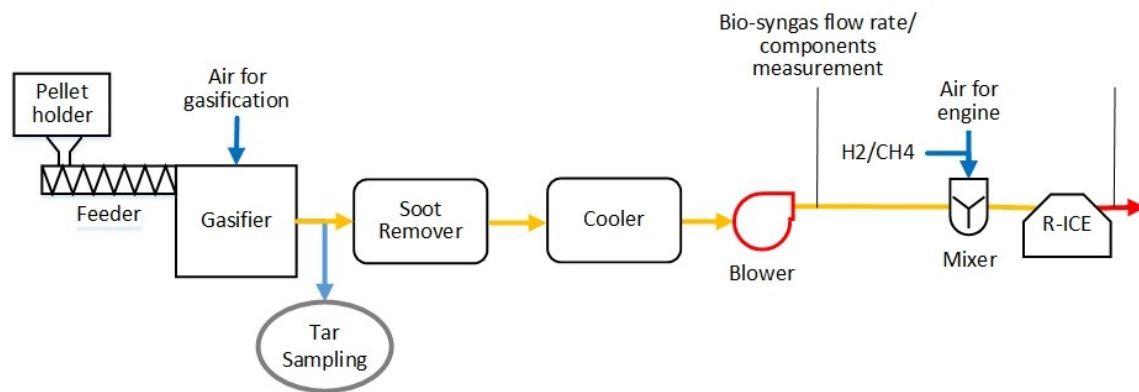 Pellet
holder
Feeder
Air for
gasification
Gasifier
Tar
Sampling
Soot
Remover
Cooler
Blower
Bio-syngas flow rate/
components
measurement
Air for
engine
H2/CH4
Mixer
R-ICE